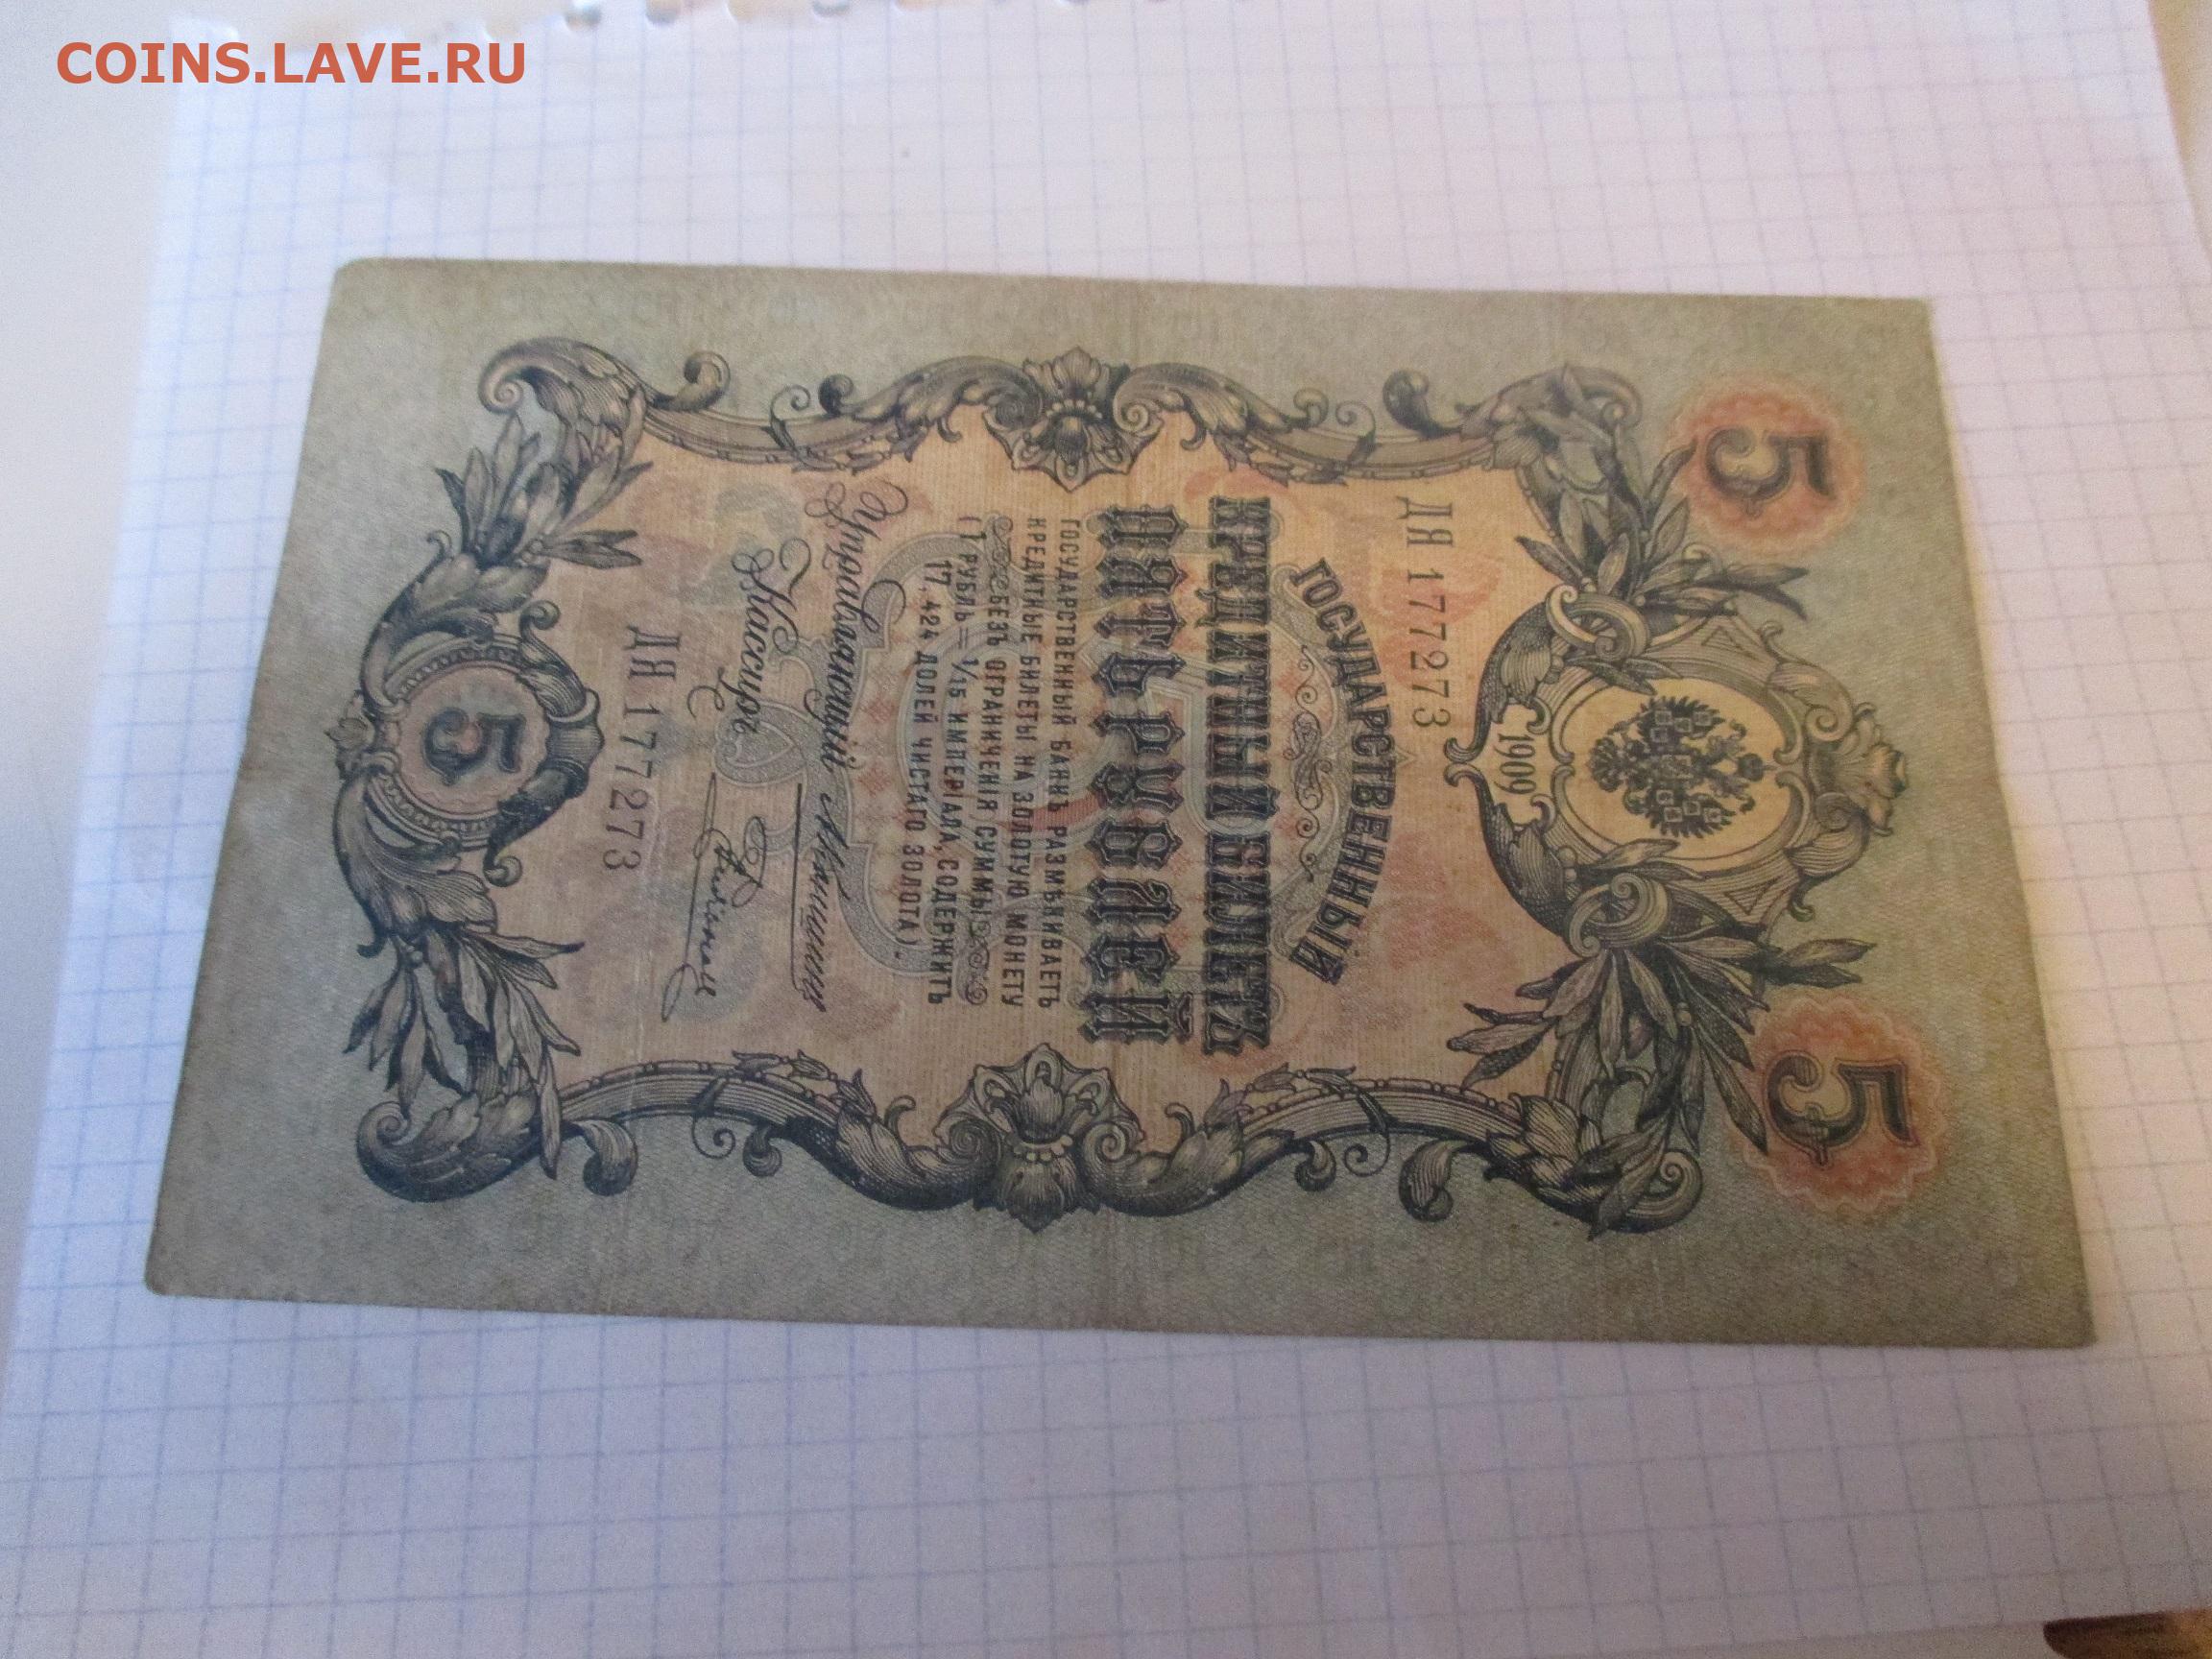 COINS.LAVE.RU
5
5
1909
ДЯ 177273
ГОСУДАРСТВЕННЫЙ
КРЕДИТНЫЙ БИЛЕТЪ
ПЯТЬ РУБЛЕЙ
ГОСУДАРСТВЕННЫЙ БАНКЪ РАЗМѢНИВАЕТЪ
КРЕДИТНЫЕ БИЛЕТЫ НА ЗОЛОТУЮ МОНЕТУ
БЕЗЪ ОГРАНИЧЕНІЯ СУММЫ
(1 РУБЛЬ = 1/15 ИМПЕРІАЛА, СОДЕРЖИТЪ
17,424 ДОЛЕЙ ЧИСТАГО ЗОЛОТА).
Управляющій
Кассиръ
ДЯ 177273
5